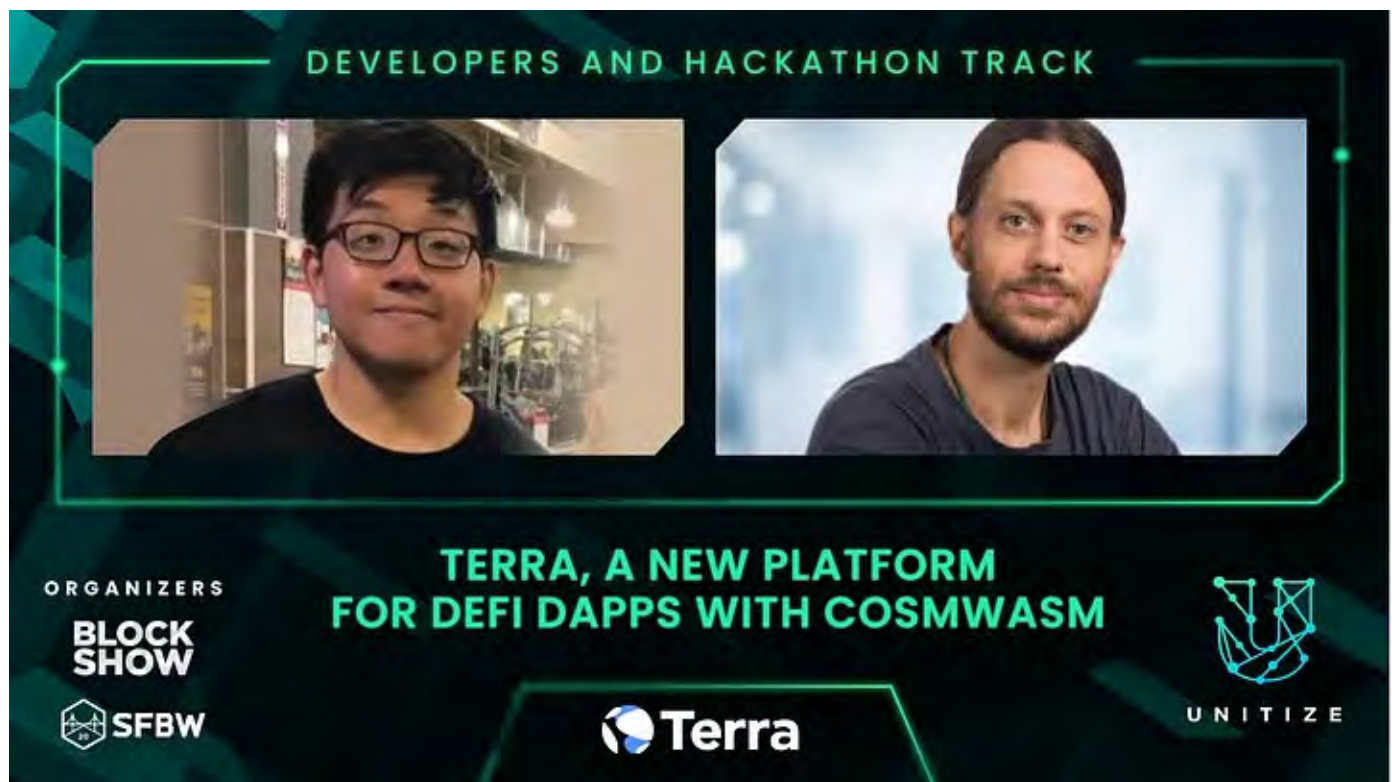 DEVELOPERS AND HACKATHON TRACK
TERRA, A NEW PLATFORM
FOR DEFI DAPPS WITH COSMWASM
ORGANIZERS
BLOCK
SHOW
SFBW
Terra
UNITIZE